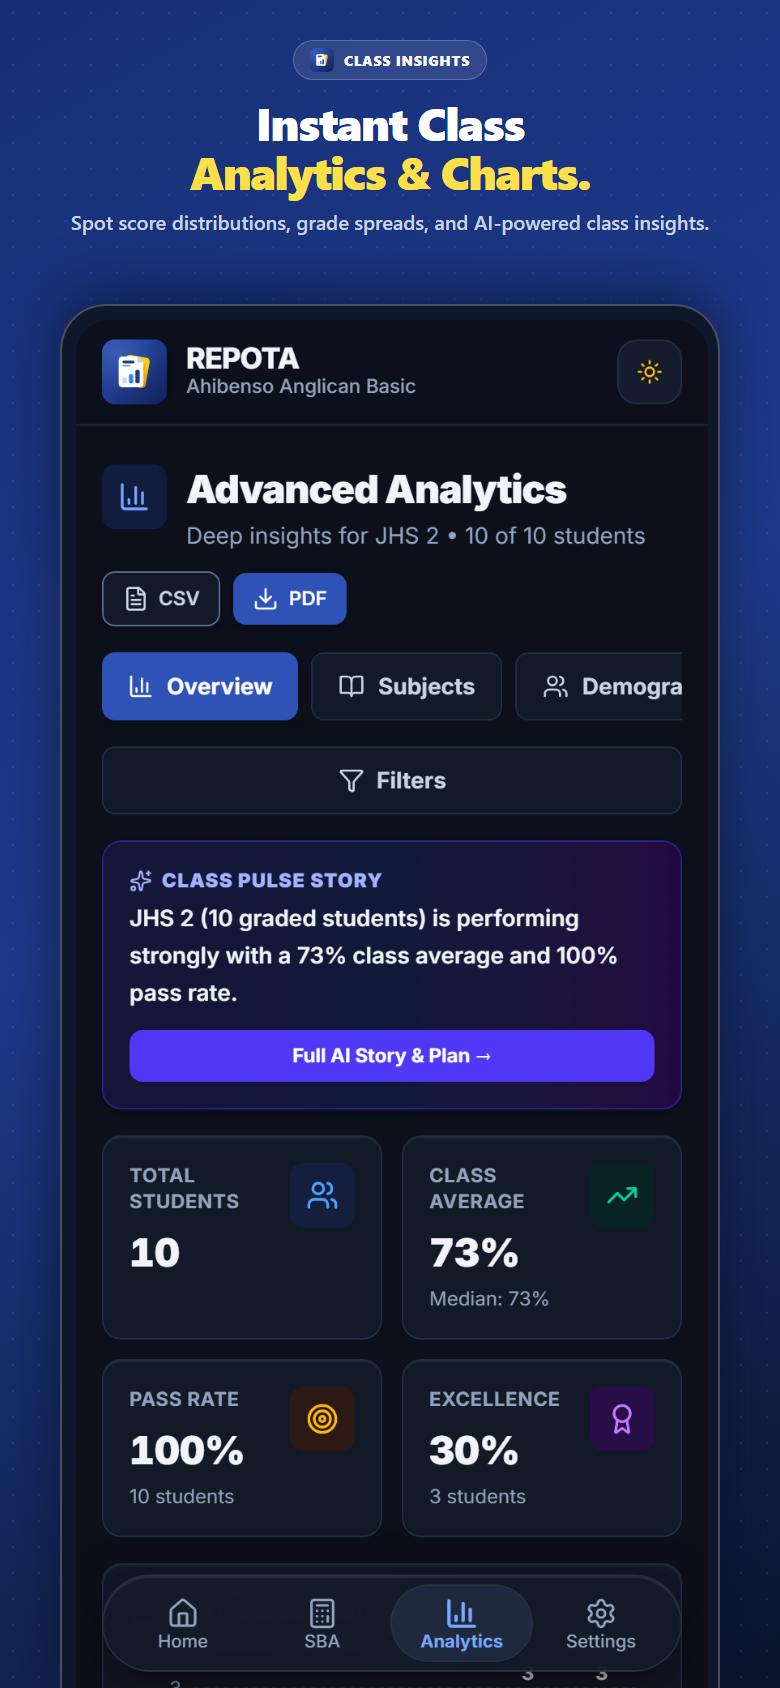 CLASS INSIGHTS
Instant Class
Analytics & Charts.
Spot score distributions, grade spreads, and AI-powered class insights.
REPOTA
Ahibenso Anglican Basic
Advanced Analytics
Deep insights for JHS 2 • 10 of 10 students
CSV
PDF
Overview
Subjects
Demogra
Filters
CLASS PULSE STORY
JHS 2 (10 graded students) is performing
strongly with a 73% class average and 100%
pass rate.
Full AI Story & Plan →
TOTAL
STUDENTS
10
CLASS
AVERAGE
73%
Median: 73%
PASS RATE
100%
10 students
EXCELLENCE
30%
3 students
Home
SBA
Analytics
Settings
3
3
3